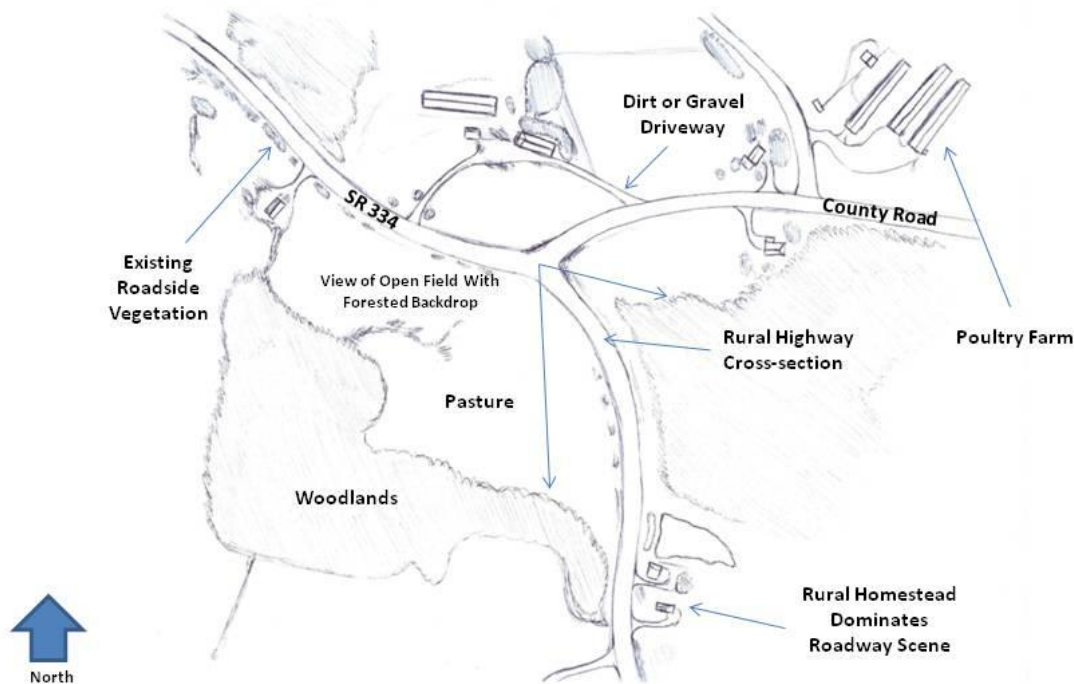 Dirt or Gravel
Driveway
SR 334
County Road
Existing
Roadside
Vegetation
View of Open Field With
Forested Backdrop
Rural Highway
Cross-section
Poultry Farm
Pasture
Woodlands
Rural Homestead
Dominates
Roadway Scene
North